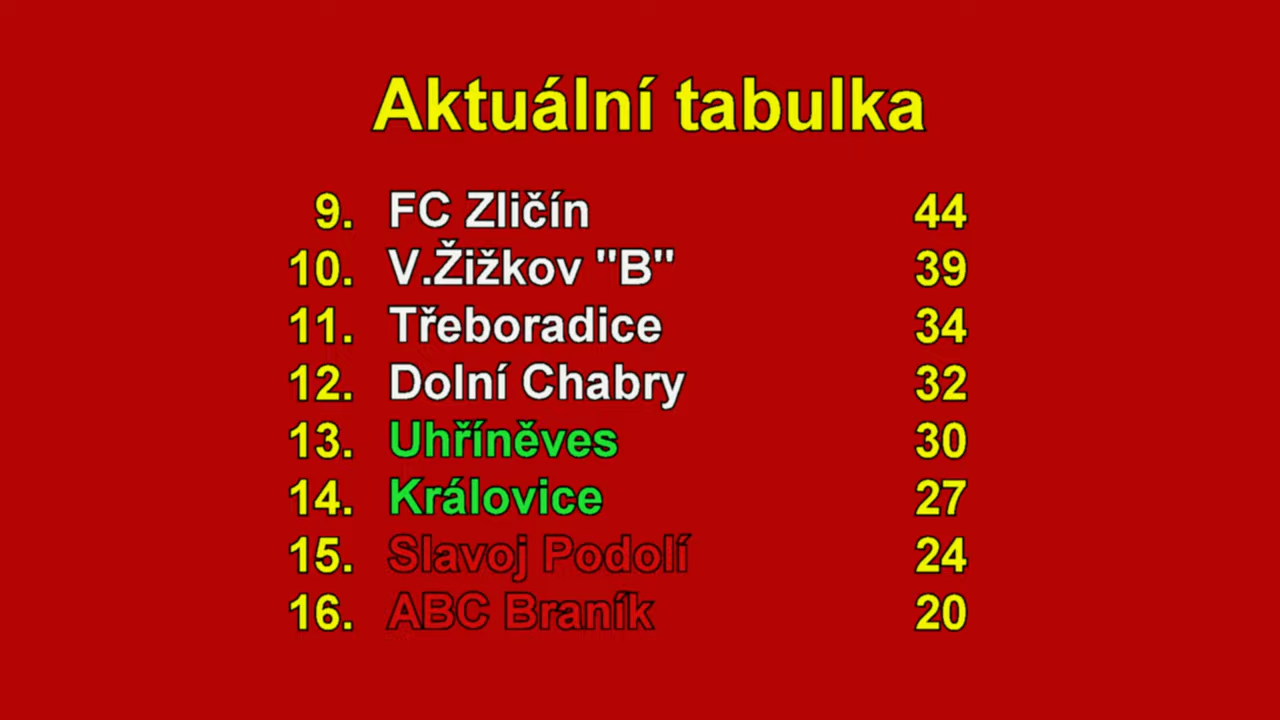 Aktuální tabulka
9. FC Zličín 44
10. V.Žižkov "B" 39
11. Třeboradice 34
12. Dolní Chabry 32
13. Uhříněves 30
14. Královice 27
15. Slavoj Podolí 24
16. ABC Braník 20